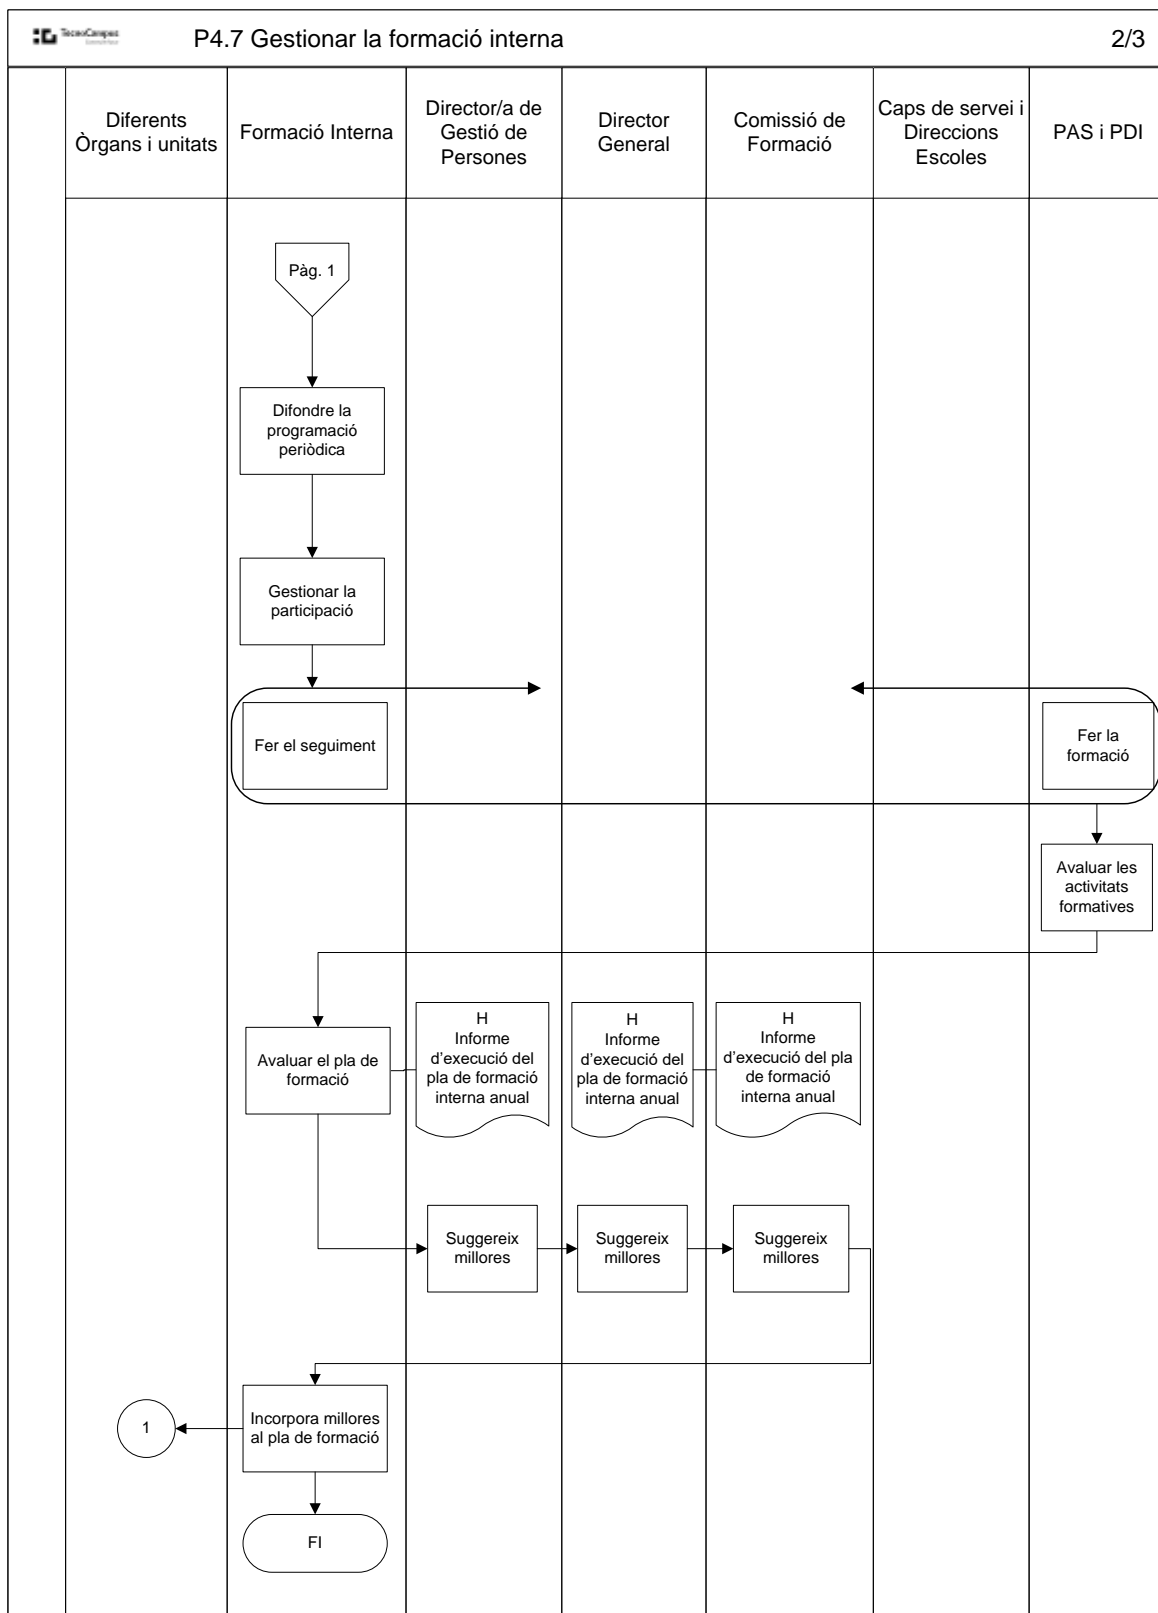 TecnoCampus
P4.7 Gestionar la formació interna
2/3
Diferents
Òrgans i unitats
Formació Interna
Director/a de
Gestió de
Persones
Director
General
Comissió de
Formació
Caps de servei i
Direccions
Escoles
PAS i PDI
Pàg. 1
Difondre la
programació
periòdica
Gestionar la
participació
Fer el seguiment
Fer la
formació
Avaluar les
activitats
formatives
Avaluar el pla de
formació
H
Informe
d'execució del
pla de formació
interna anual
H
Informe
d'execució del
pla de formació
interna anual
H
Informe
d'execució del pla
de formació
interna anual
Suggereix
millores
Suggereix
millores
Suggereix
millores
Incorpora millores
al pla de formació
1
FI